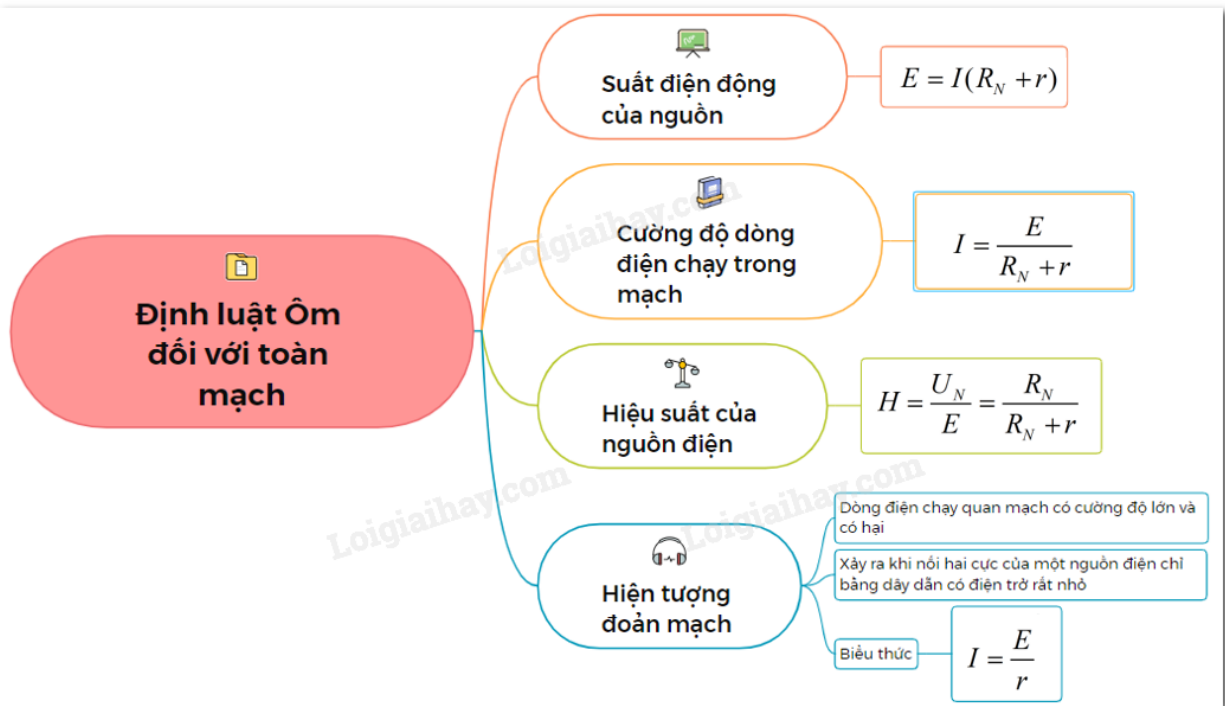 Định luật Ôm
đối với toàn
mạch
Suất điện động
của nguồn
E = I(R_N + r)
Cường độ dòng
điện chạy trong
mạch
I = E / (R_N + r)
Hiệu suất của
nguồn điện
H = U_N / E = R_N / (R_N + r)
Hiện tượng
đoản mạch
Dòng điện chạy quan mạch có cường độ lớn và
có hại
Xảy ra khi nối hai cực của một nguồn điện chỉ
bằng dây dẫn có điện trở rất nhỏ
Biểu thức
I = E / r
Loigiaihay.com
Loigiaihay.com
Loigiaihay.com